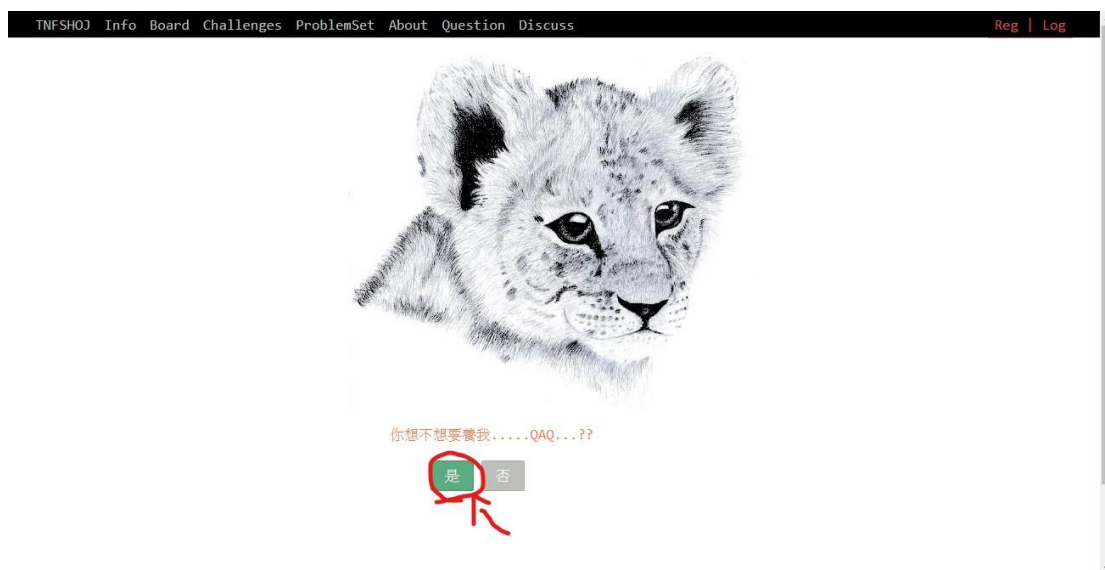 TNFSHOJ Info Board Challenges ProblemSet About Question Discuss Reg | Log
你想不想要養我.....QAQ...??
是 否